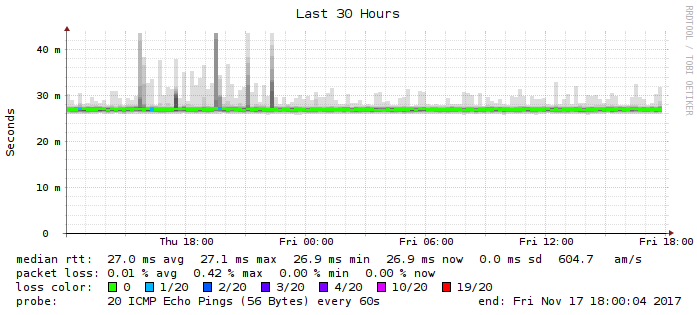 Last 30 Hours
RRDTOOL / TOBI OETIKER
Seconds
40 m
30 m
20 m
10 m
0
Thu 18:00 Fri 00:00 Fri 06:00 Fri 12:00 Fri 18:00
median rtt: 27.0 ms avg 27.1 ms max 26.9 ms min 26.9 ms now 0.0 ms sd 604.7 am/s
packet loss: 0.01 % avg 0.42 % max 0.00 % min 0.00 % now
loss color: 0 1/20 2/20 3/20 4/20 10/20 19/20
probe: 20 ICMP Echo Pings (56 Bytes) every 60s end: Fri Nov 17 18:00:04 2017